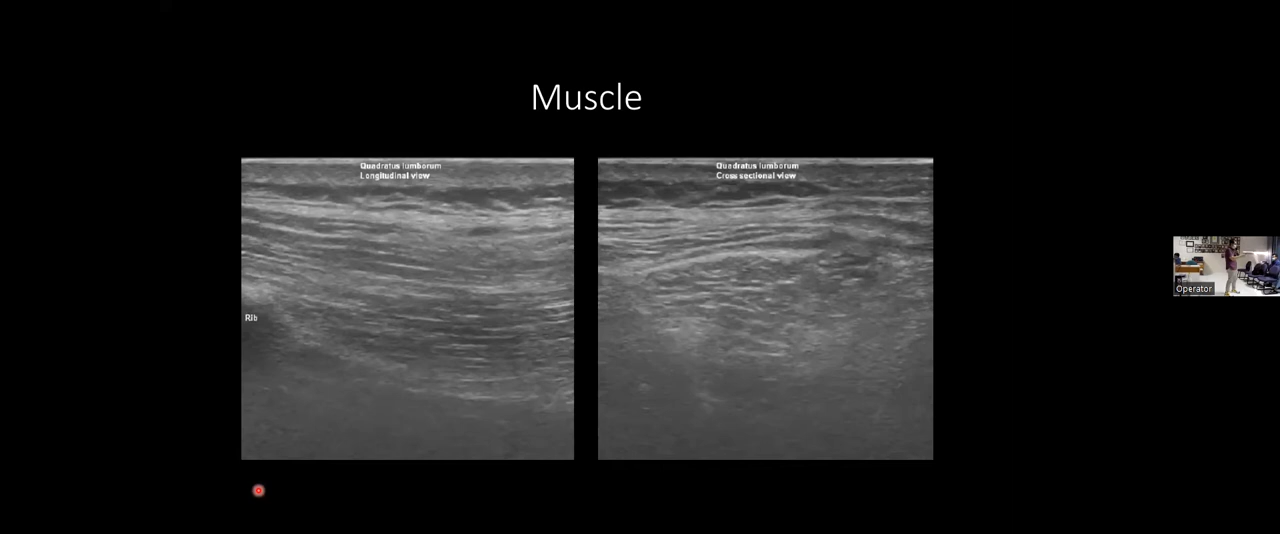 Muscle
Quadratus lumborum
Longitudinal view
Rib
Quadratus lumborum
Cross sectional view
Operator